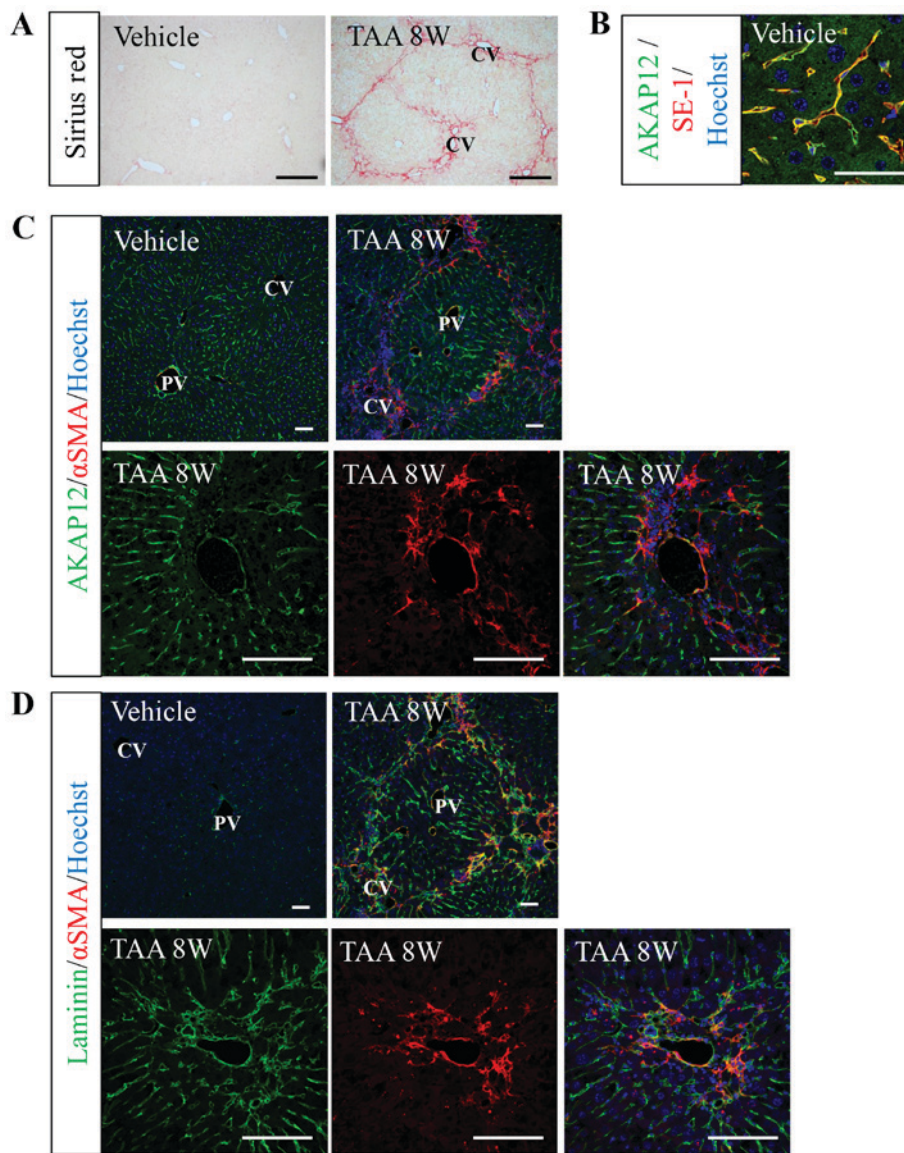 A
Sirius red
Vehicle
TAA 8W
CV
CV
B
AKAP12/
SE-1/
Hoechst
Vehicle
C
AKAP12/αSMA/Hoechst
Vehicle
CV
PV
TAA 8W
PV
CV
TAA 8W
TAA 8W
TAA 8W
D
Laminin/αSMA/Hoechst
Vehicle
CV
PV
TAA 8W
PV
CV
TAA 8W
TAA 8W
TAA 8W